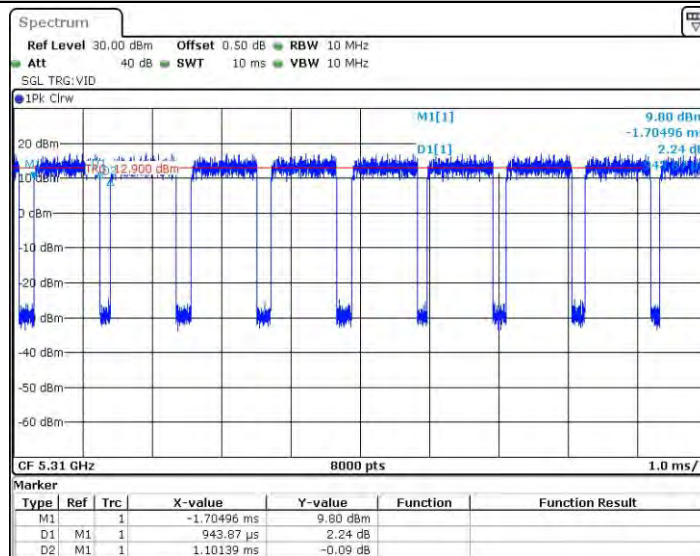 Spectrum
Ref Level 30.00 dBm Offset 0.50 dB RBW 10 MHz
Att 40 dB SWT 10 ms VBW 10 MHz
SGL TRG:VID
1Pk Clrw
M1[1] 9.80 dBm
-1.70496 ms
20 dBm
D1[1] 2.24 dB
TRG 12.900 dBm
10 dBm
0 dBm
-10 dBm
-20 dBm
dBm
-40 dBm
-50 dBm
-60 dBm
CF 5.31 GHz 8000 pts 1.0 ms/
Marker
Type Ref Trc X-value Y-value Function Function Result
M1 1 -1.70496 ms 9.80 dBm
D1 M1 1 943.87 µs 2.24 dB
D2 M1 1 1.10139 ms -0.09 dB